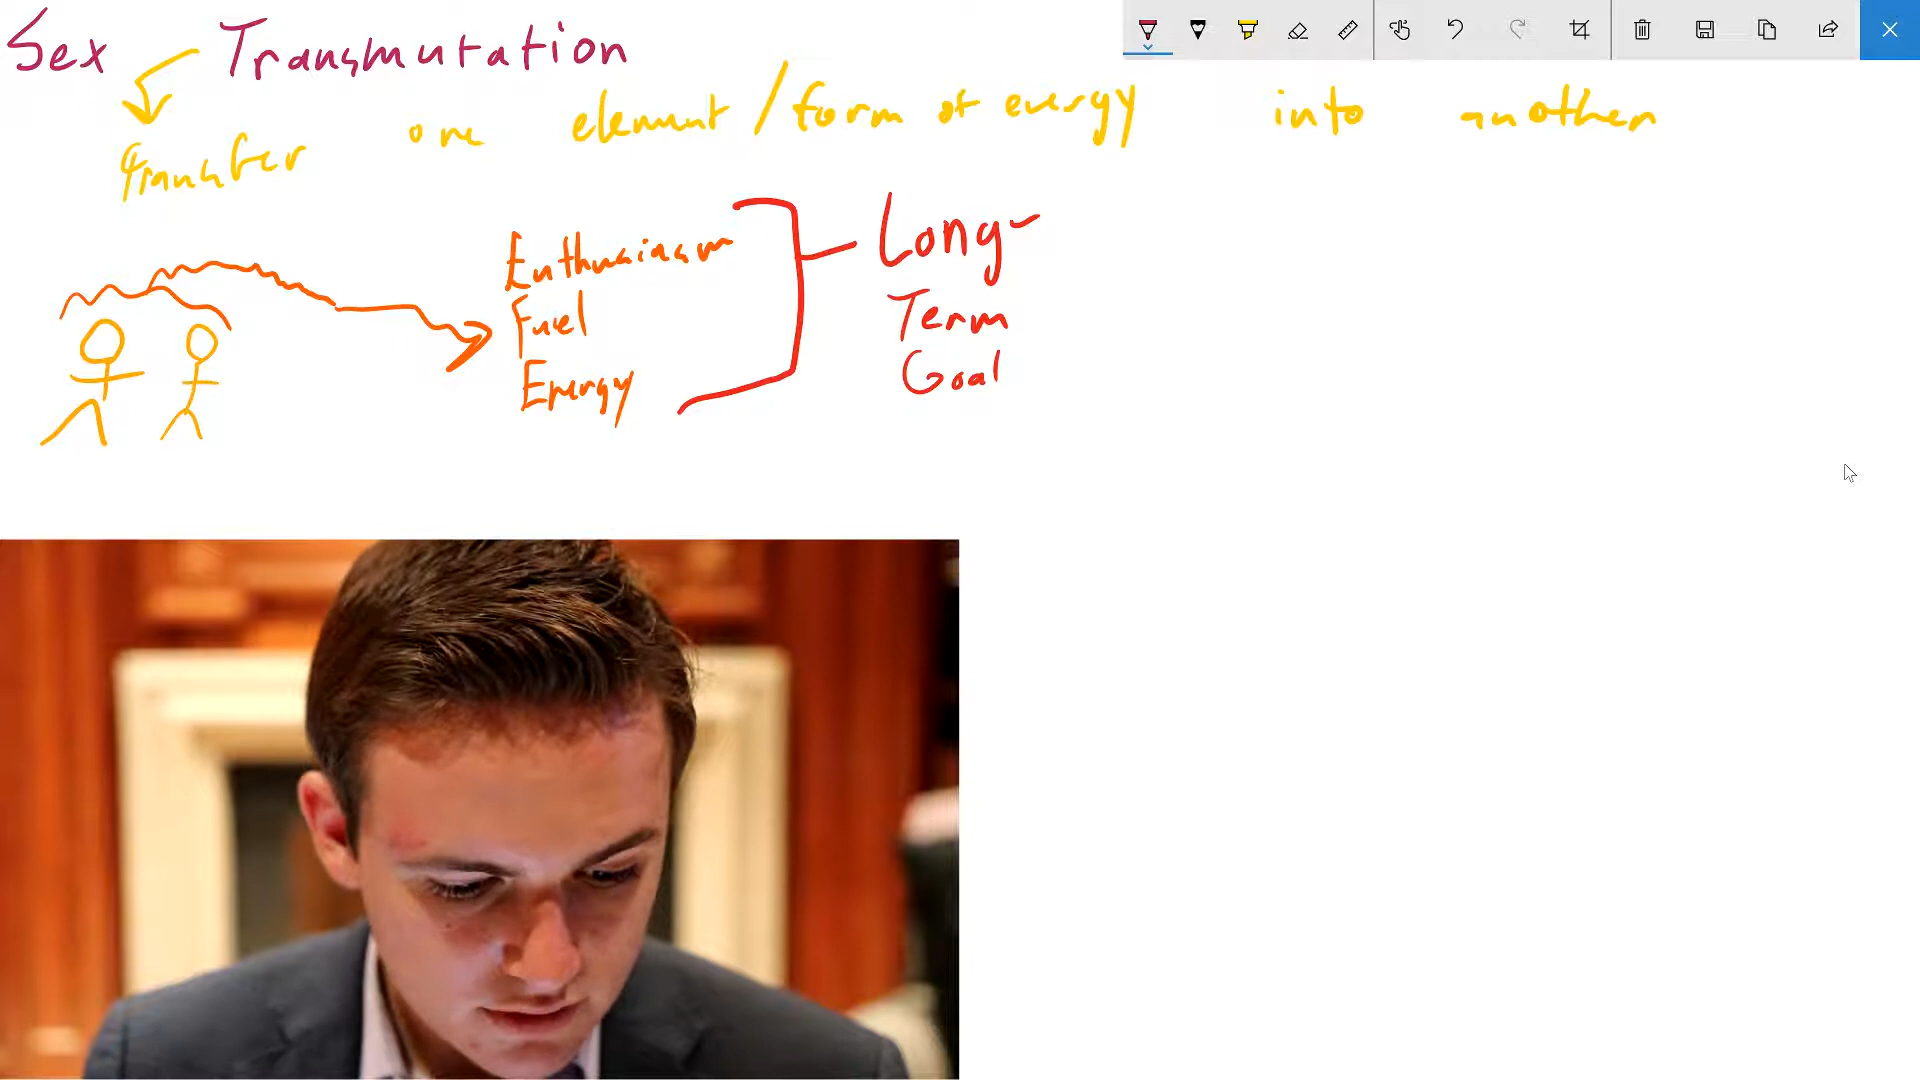 Sex Transmutation
transfer one element/form of energy into another
Enthusiasm
Fuel
Energy
Long-
Term
Goal